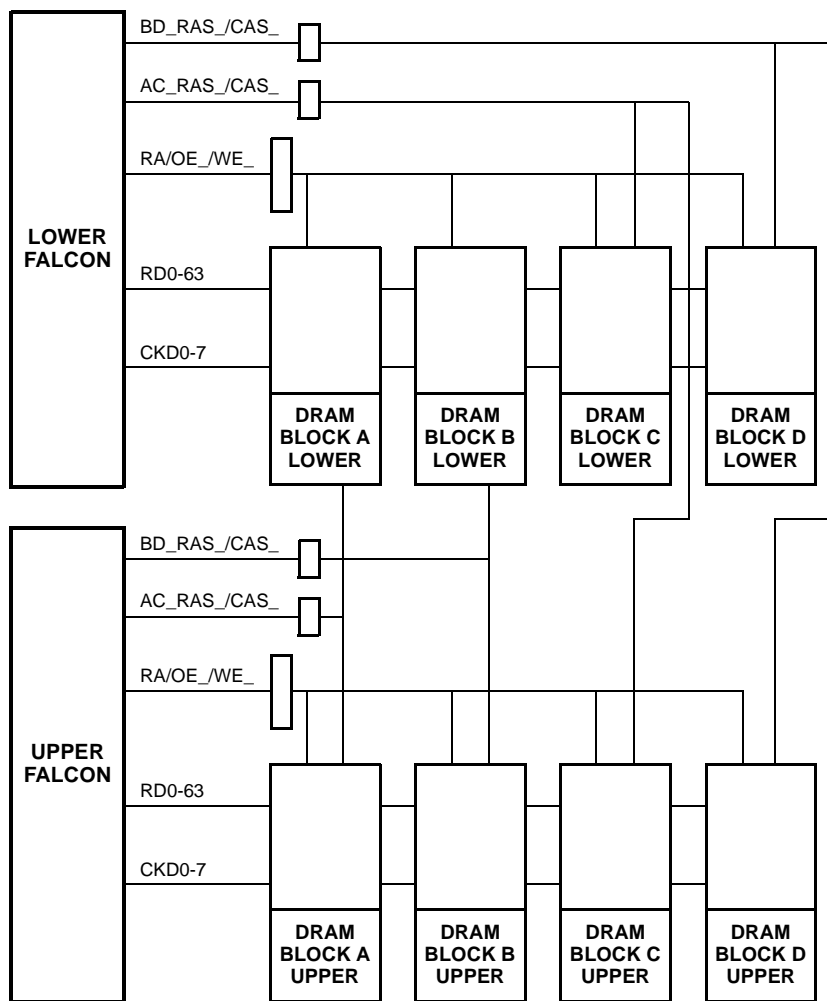 BD_RAS_/CAS_
AC_RAS_/CAS_
RA/OE_/WE_
LOWER
FALCON
RD0-63
CKD0-7
DRAM
BLOCK A
LOWER
DRAM
BLOCK B
LOWER
DRAM
BLOCK C
LOWER
DRAM
BLOCK D
LOWER
BD_RAS_/CAS_
AC_RAS_/CAS_
RA/OE_/WE_
UPPER
FALCON
RD0-63
CKD0-7
DRAM
BLOCK A
UPPER
DRAM
BLOCK B
UPPER
DRAM
BLOCK C
UPPER
DRAM
BLOCK D
UPPER